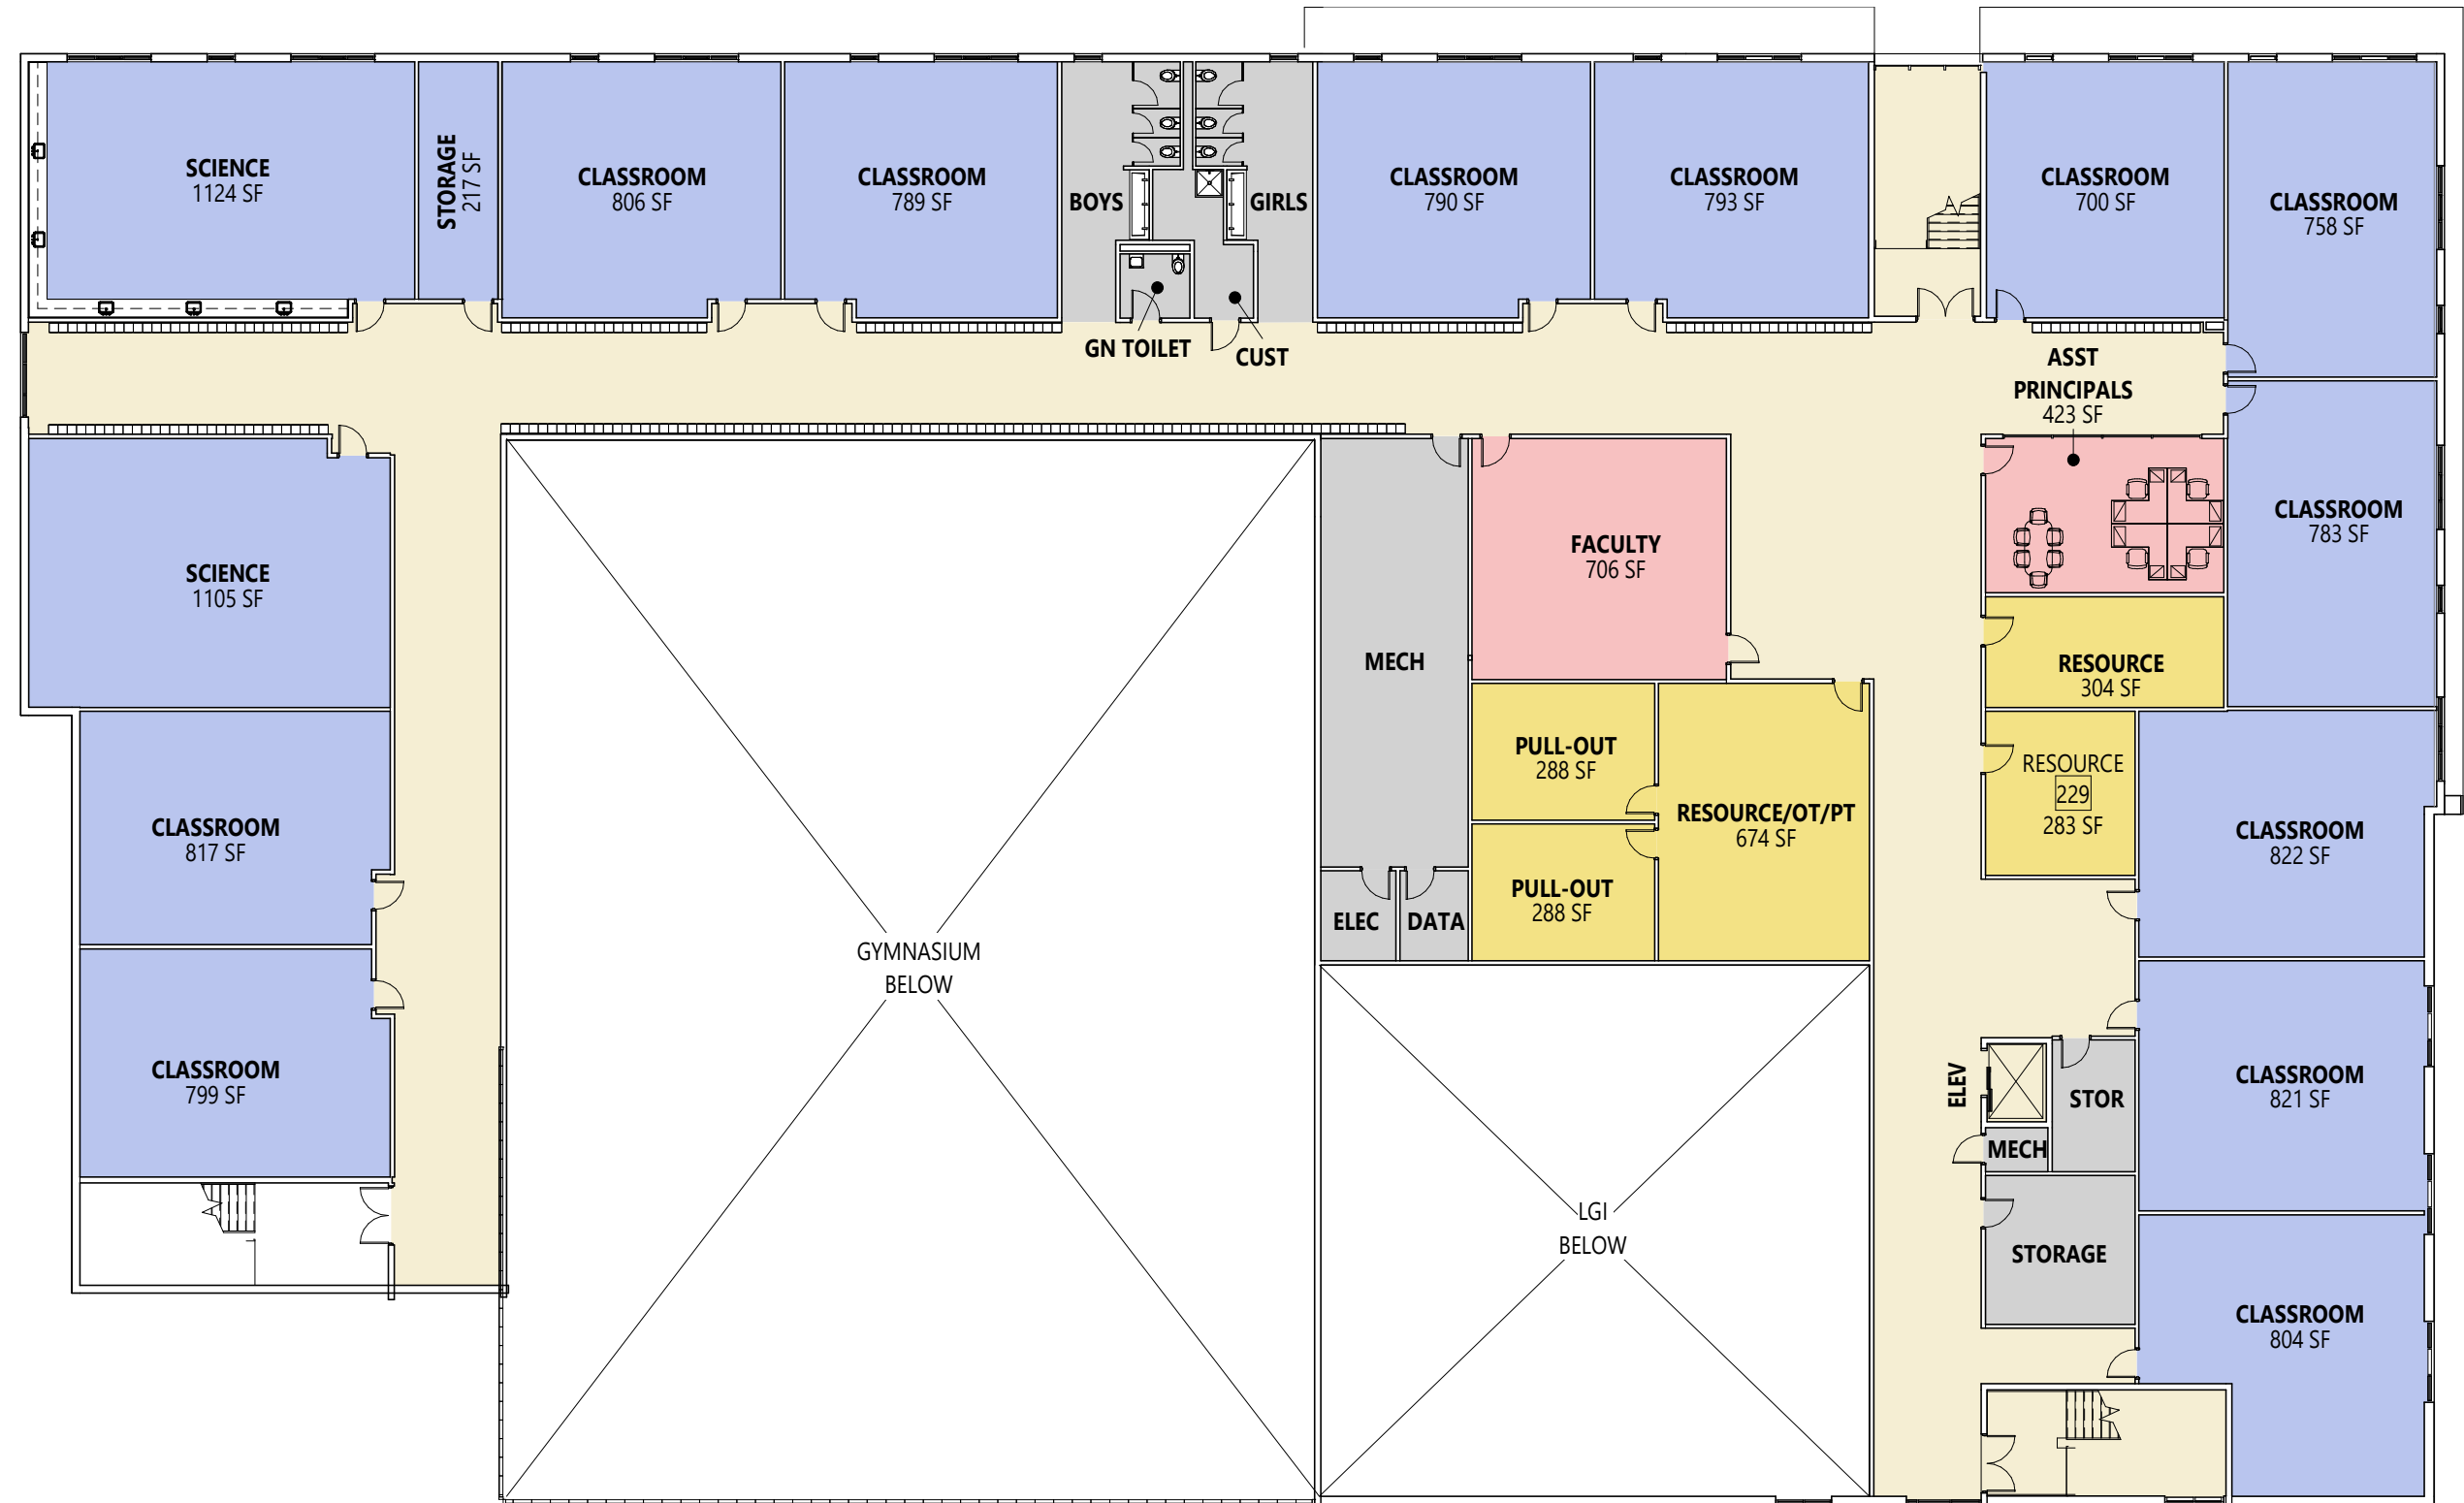 SCIENCE
1124 SF
STORAGE
217 SF
CLASSROOM
806 SF
CLASSROOM
789 SF
BOYS
GIRLS
CLASSROOM
790 SF
CLASSROOM
793 SF
CLASSROOM
700 SF
CLASSROOM
758 SF
GN TOILET
CUST
ASST
PRINCIPALS
423 SF
SCIENCE
1105 SF
FACULTY
706 SF
CLASSROOM
783 SF
MECH
RESOURCE
304 SF
PULL-OUT
288 SF
RESOURCE/OT/PT
674 SF
RESOURCE
229
283 SF
CLASSROOM
817 SF
CLASSROOM
822 SF
PULL-OUT
288 SF
ELEC
DATA
GYMNASIUM
BELOW
CLASSROOM
799 SF
ELEV
STOR
MECH
CLASSROOM
821 SF
LGI
BELOW
STORAGE
CLASSROOM
804 SF